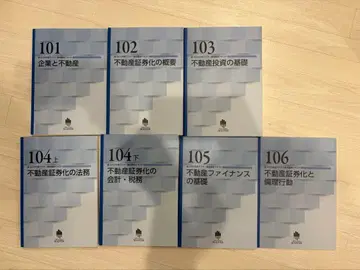 101
企業と不動産
102
不動産証券化の概要
103
不動産投資の基礎
104上
不動産証券化の法務
104下
不動産証券化の
会計・税務
105
不動産ファイナンス
の基礎
106
不動産証券化と
倫理行動